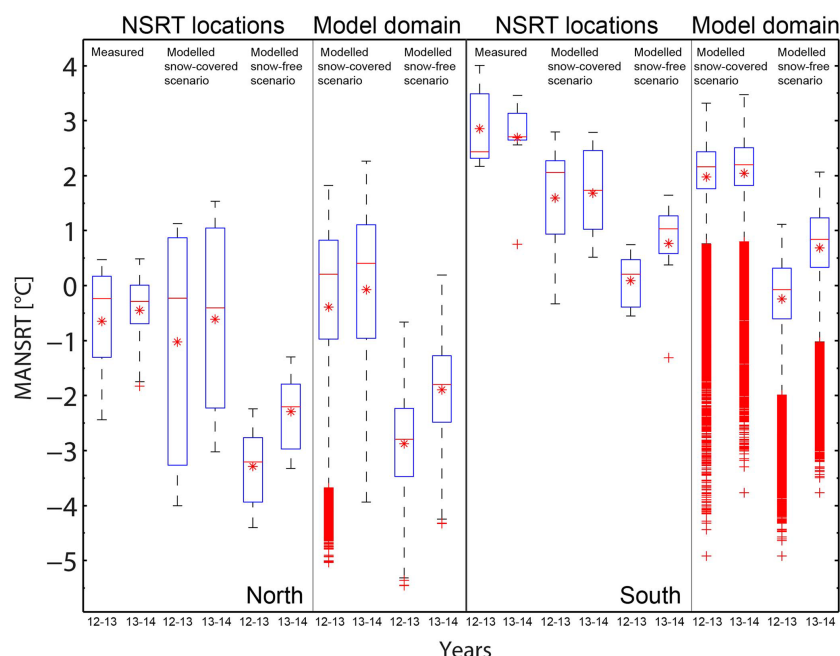 NSRT locations Model domain NSRT locations Model domain
Measured Modelled snow-covered scenario Modelled snow-free scenario Modelled snow-covered scenario Modelled snow-free scenario Measured Modelled snow-covered scenario Modelled snow-free scenario Modelled snow-covered scenario Modelled snow-free scenario
4
3
2
1
0
−1
−2
−3
−4
−5
MANSRT [°C]
North South
12-13 13-14 12-13 13-14 12-13 13-14 12-13 13-14 12-13 13-14 12-13 13-14 12-13 13-14 12-13 13-14 12-13 13-14 12-13 13-14
Years